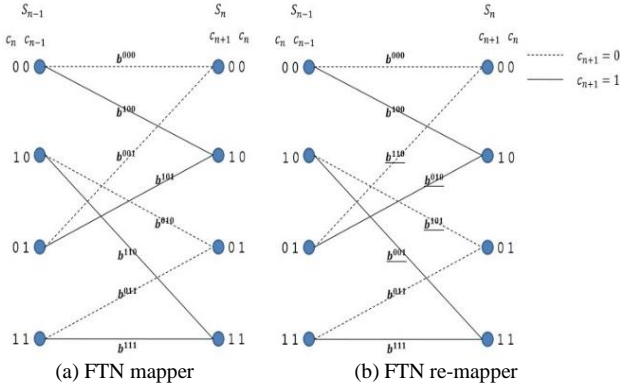 S_{n-1}
S_n
S_{n-1}
S_n
c_n c_{n-1}
c_{n+1} c_n
c_n c_{n-1}
c_{n+1} c_n
00
b^{000}
00
00
b^{000}
00
c_{n+1} = 0
c_{n+1} = 1
b^{100}
b^{100}
10
b^{001}
10
10
b^{110}
10
b^{101}
b^{010}
b^{010}
b^{101}
01
b^{110}
01
01
b^{001}
01
b^{011}
b^{011}
11
b^{111}
11
11
b^{111}
11
(a) FTN mapper
(b) FTN re-mapper